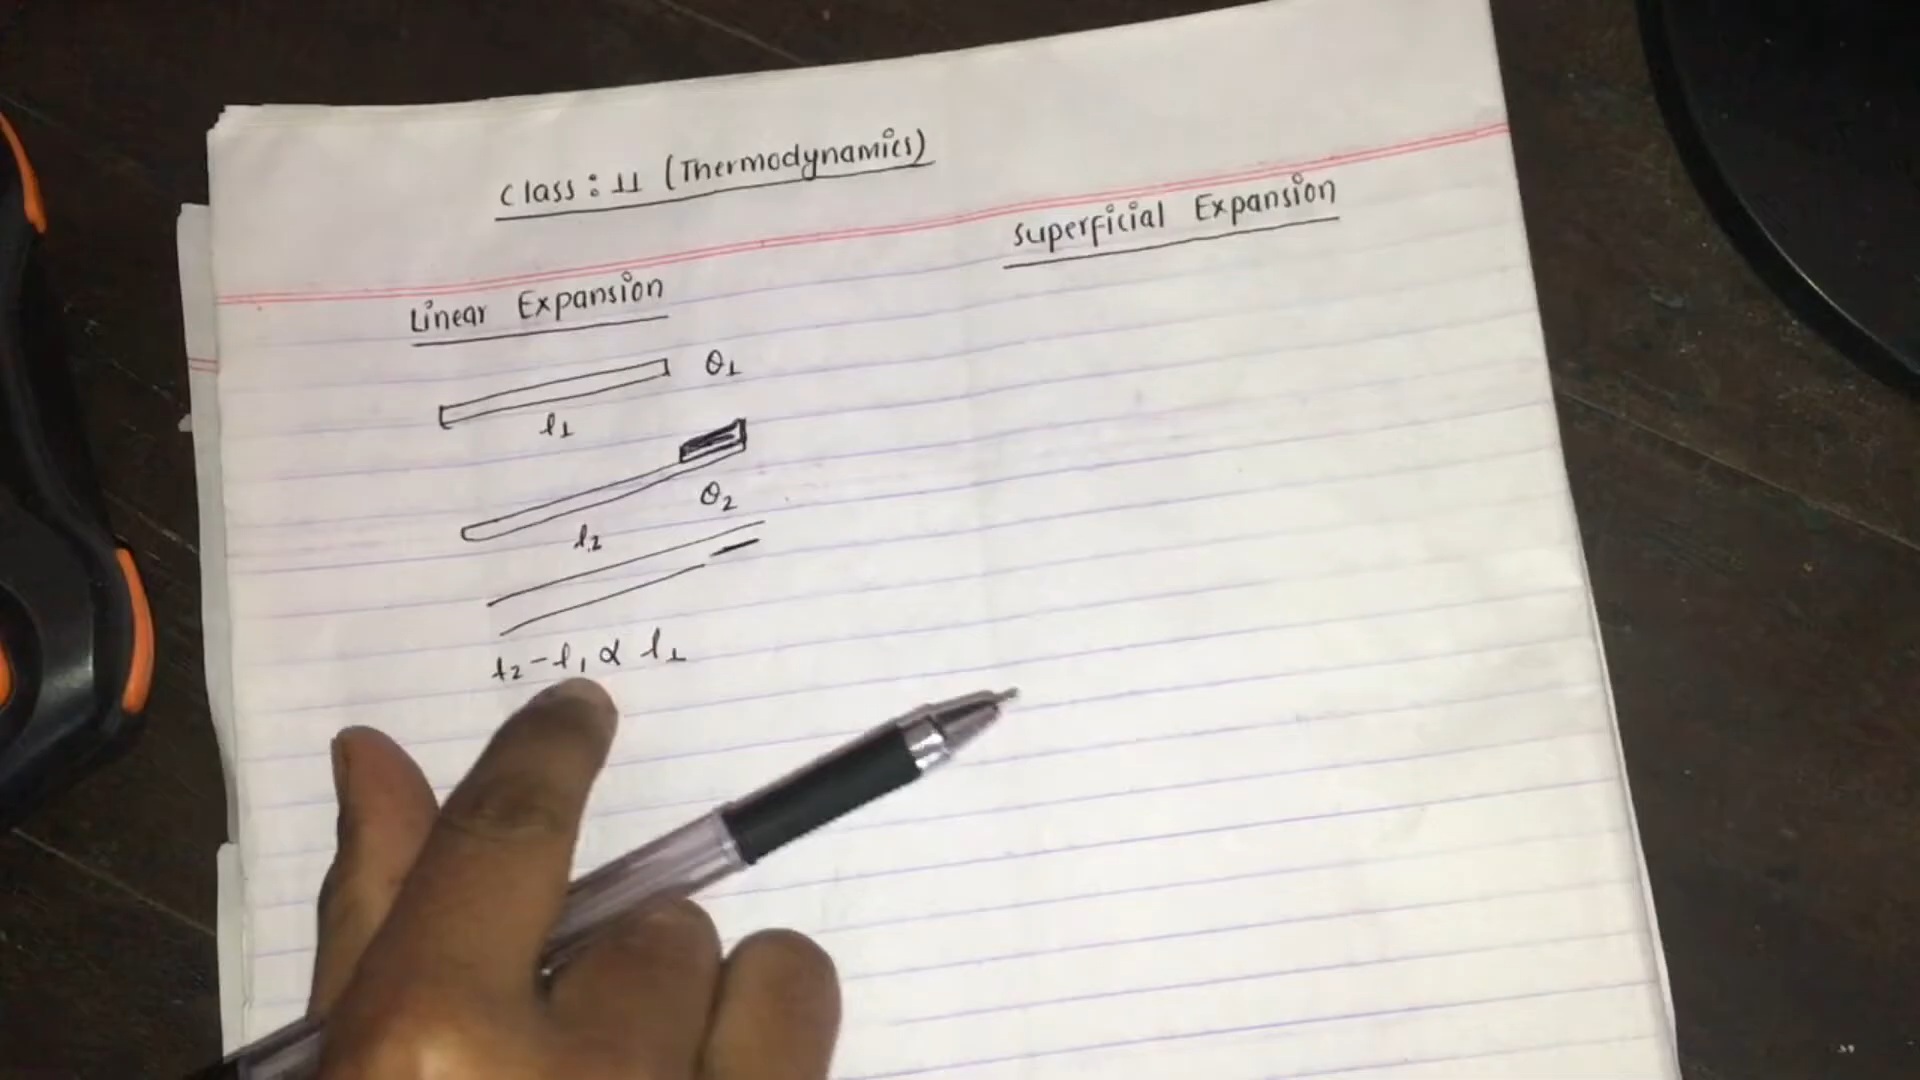 Class : 11 (Thermodynamics)
Superficial Expansion
Linear Expansion
θ1
l1
θ2
l2
l2 - l1 ∝ l1